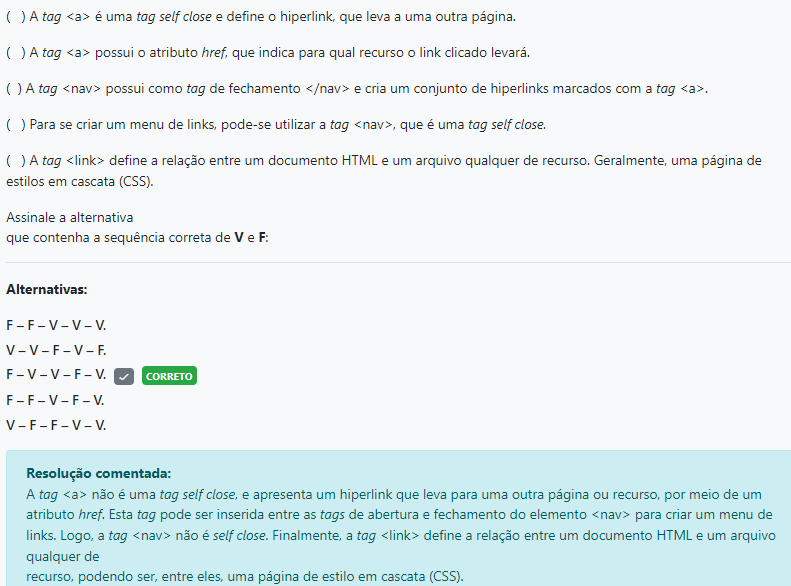 ( ) A tag <a> é uma tag self close e define o hiperlink, que leva a uma outra página.
( ) A tag <a> possui o atributo href, que indica para qual recurso o link clicado levará.
( ) A tag <nav> possui como tag de fechamento </nav> e cria um conjunto de hiperlinks marcados com a tag <a>.
( ) Para se criar um menu de links, pode-se utilizar a tag <nav>, que é uma tag self close.
( ) A tag <link> define a relação entre um documento HTML e um arquivo qualquer de recurso. Geralmente, uma página de
estilos em cascata (CSS).
Assinale a alternativa
que contenha a sequência correta de V e F:
Alternativas:
F – F – V – V – V.
V – V – F – V – F.
F – V – V – F – V. CORRETO
F – F – V – F – V.
V – F – F – V – V.
Resolução comentada:
A tag <a> não é uma tag self close, e apresenta um hiperlink que leva para uma outra página ou recurso, por meio de um
atributo href. Esta tag pode ser inserida entre as tags de abertura e fechamento do elemento <nav> para criar um menu de
links. Logo, a tag <nav> não é self close. Finalmente, a tag <link> define a relação entre um documento HTML e um arquivo
qualquer de
recurso, podendo ser, entre eles, uma página de estilo em cascata (CSS).